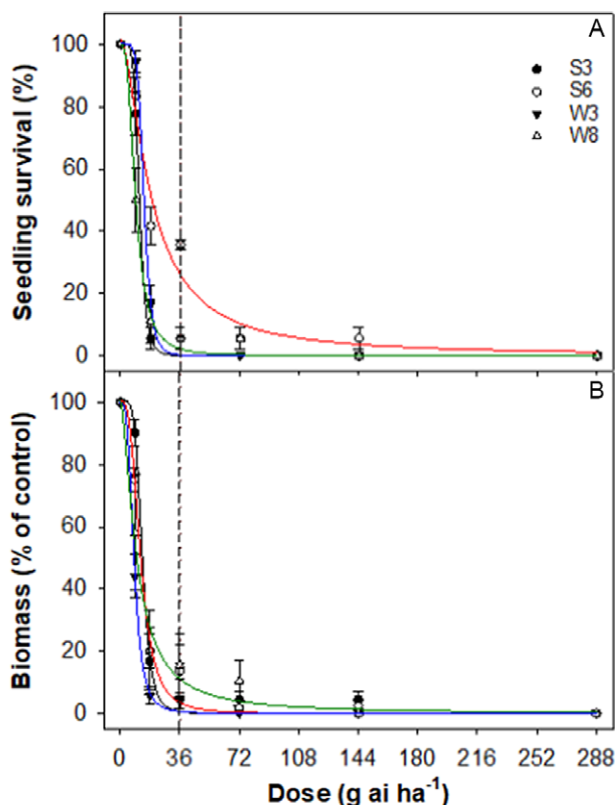 A
100
80
60
40
20
0
Seedling survival (%)
S3
S6
W3
W8
B
100
80
60
40
20
0
Biomass (% of control)
0 36 72 108 144 180 216 252 288
Dose (g ai ha⁻¹)